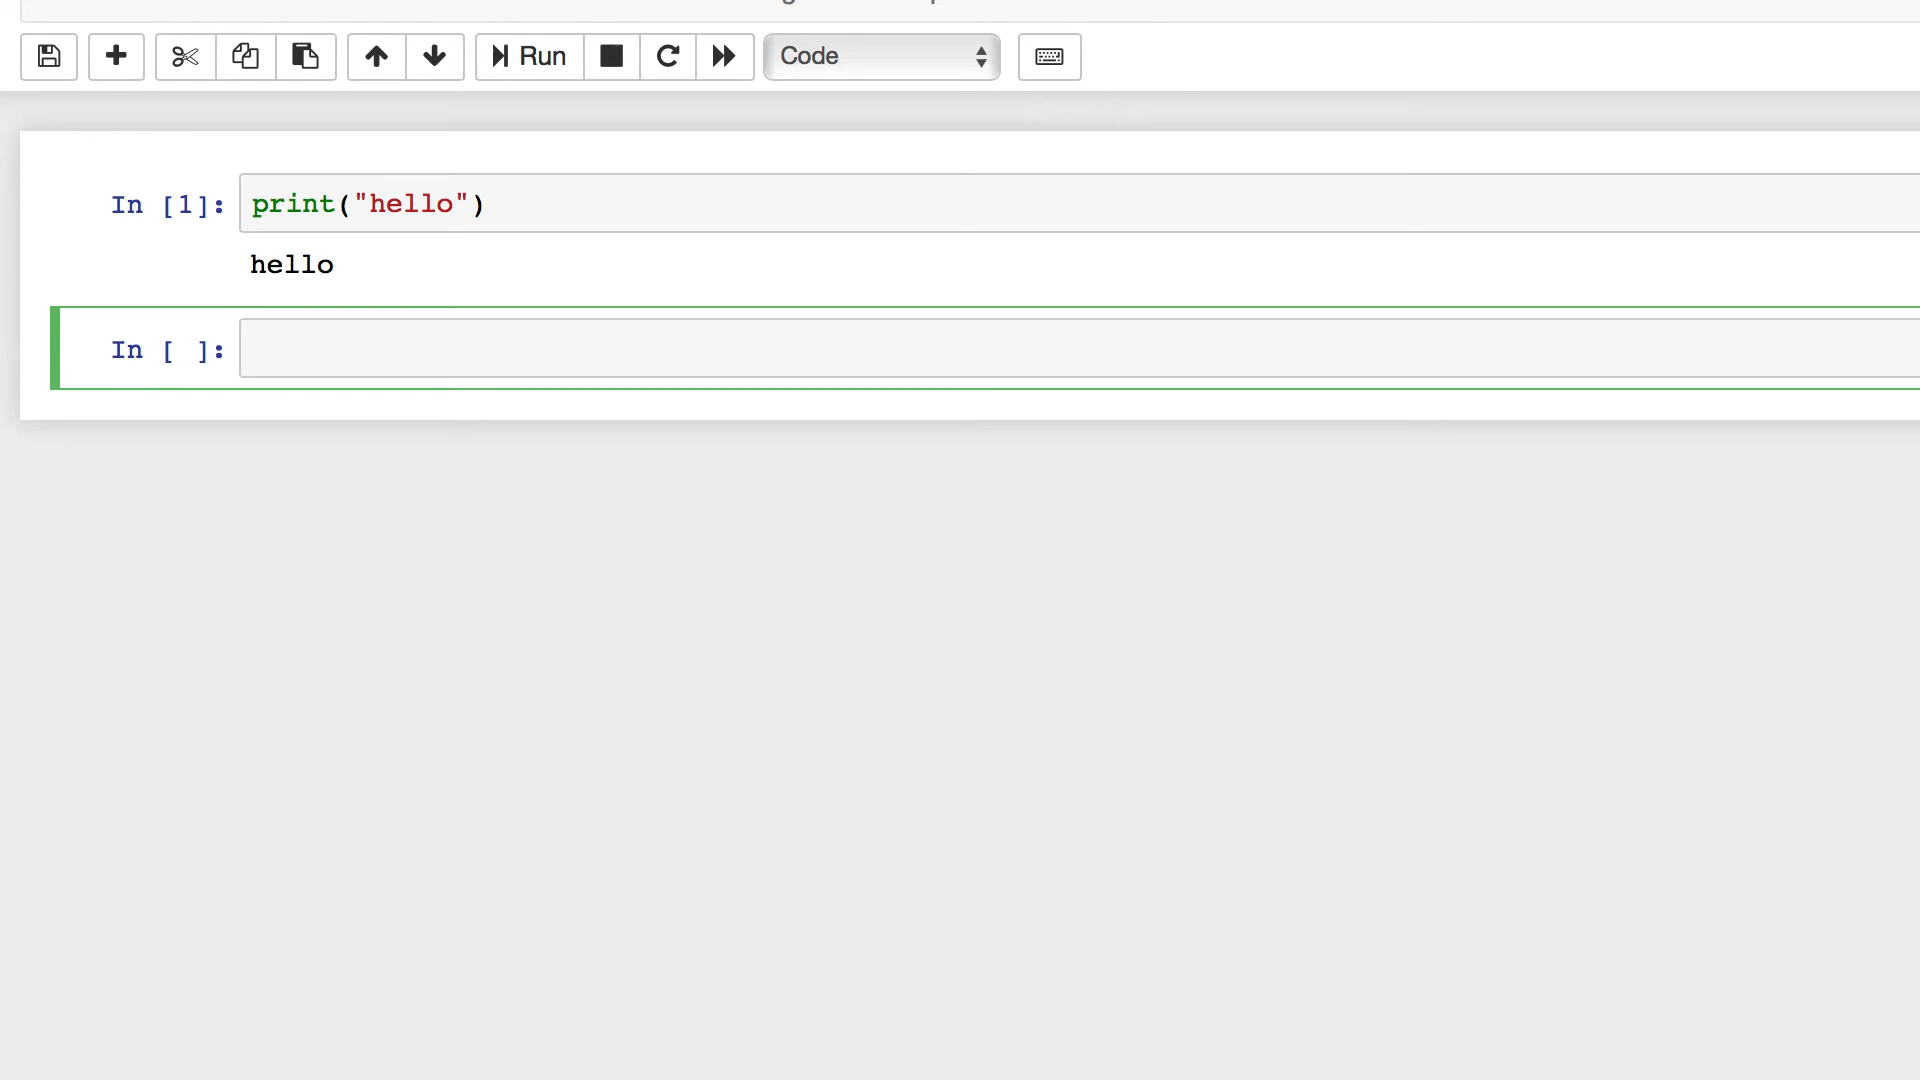 Run
Code
In [1]: print("hello")
hello
In [ ]: